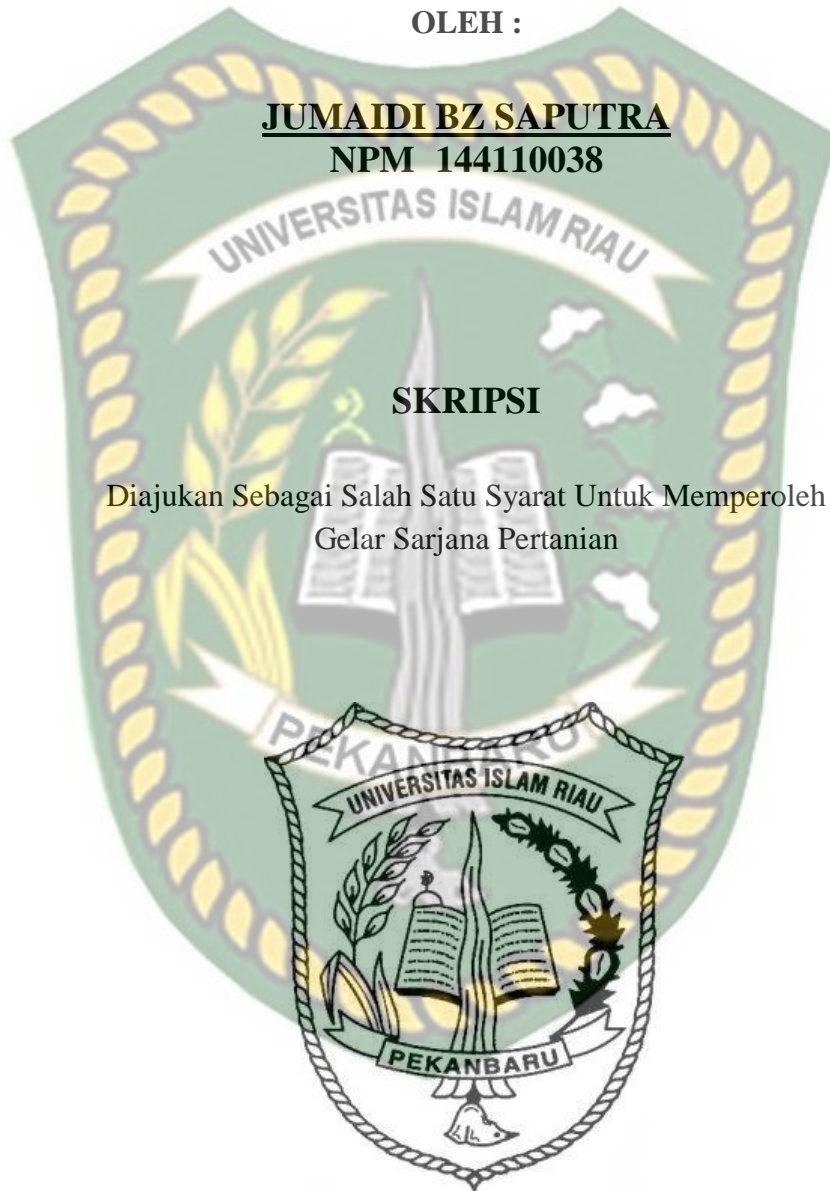 OLEH :
JUMAIDI BZ SAPUTRA
NPM 144110038
UNIVERSITAS ISLAM RIAU
SKRIPSI
Diajukan Sebagai Salah Satu Syarat Untuk Memperoleh
Gelar Sarjana Pertanian
PEKANBARU
UNIVERSITAS ISLAM RIAU
PEKANBARU